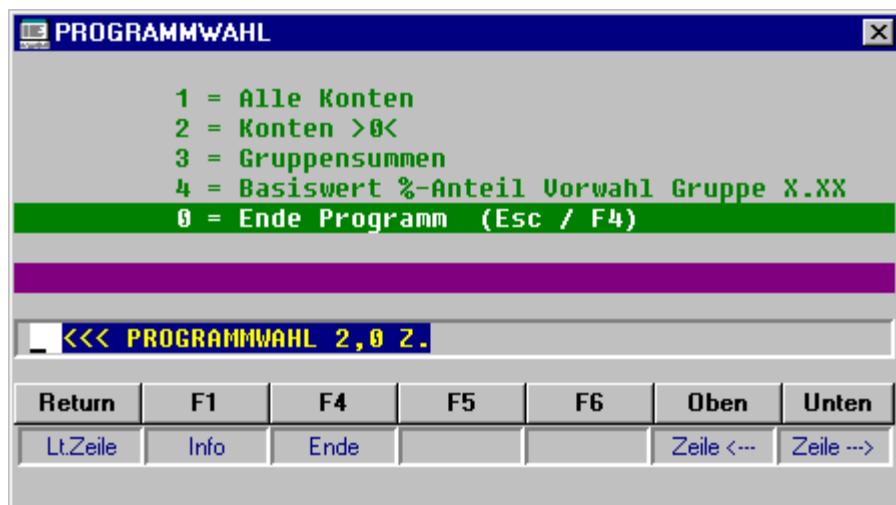 PROGRAMMWAHL
1 = Alle Konten
2 = Konten >0<
3 = Gruppensummen
4 = Basiswert %-Anteil Vorwahl Gruppe X.XX
0 = Ende Programm (Esc / F4)
_ <<< PROGRAMMWAHL 2,0 Z.
Return F1 F4 F5 F6 Oben Unten
Lt.Zeile Info Ende Zeile <--- Zeile --->